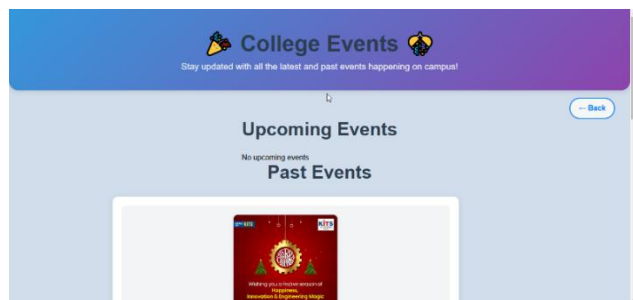 College Events
Stay updated with all the latest and past events happening on campus!
← Back
Upcoming Events
No upcoming events
Past Events
KITS
Wishing you a festive season of
Happiness,
Innovation & Engineering Magic